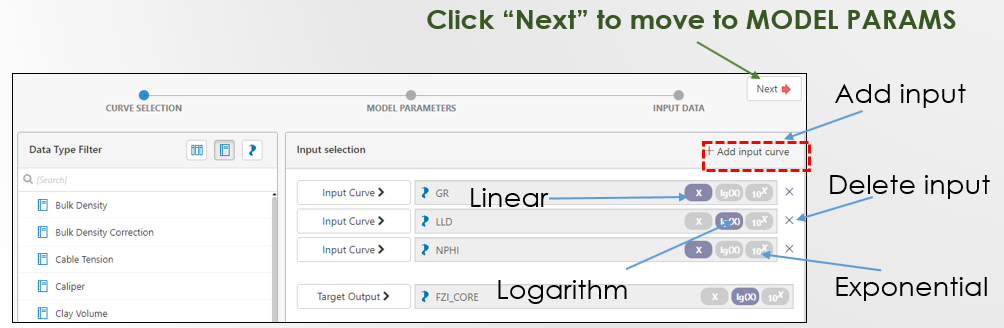 Click “Next” to move to MODEL PARAMS
Next
CURVE SELECTION
MODEL PARAMETERS
INPUT DATA
Add input
Data Type Filter
Input selection
+ Add input curve
[Search]
Bulk Density
Bulk Density Correction
Cable Tension
Caliper
Clay Volume
Input Curve
GR
Linear
X lg(X) 10^X ×
Delete input
Input Curve
LLD
X lg(X) 10^X ×
Input Curve
NPHI
X lg(X) 10^X ×
Logarithm
Exponential
Target Output
FZI_CORE
X lg(X) 10^X